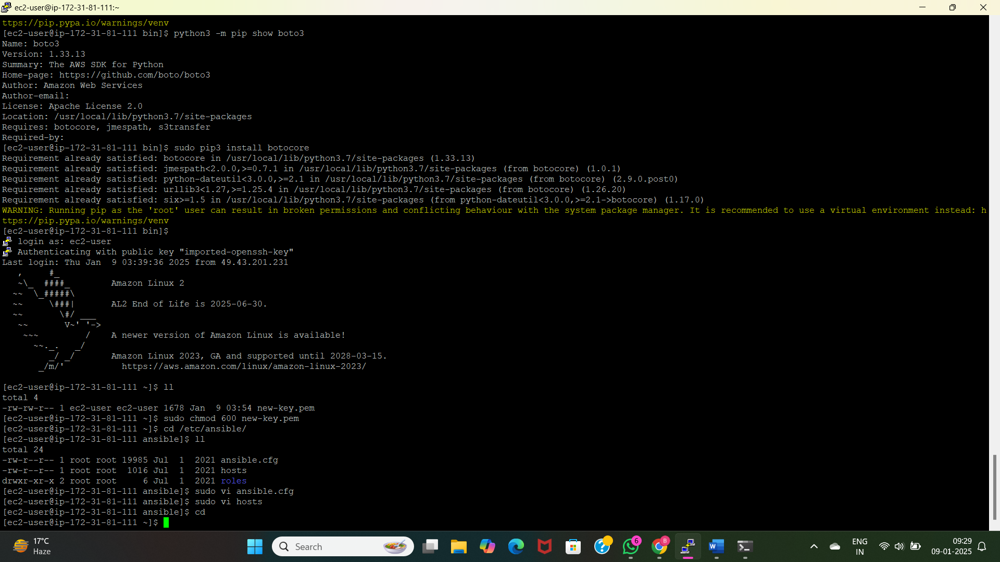 ec2-user@ip-172-31-81-111:~
ttps://pip.pypa.io/warnings/venv
[ec2-user@ip-172-31-81-111 bin]$ python3 -m pip show boto3
Name: boto3
Version: 1.33.13
Summary: The AWS SDK for Python
Home-page: https://github.com/boto/boto3
Author: Amazon Web Services
Author-email:
License: Apache License 2.0
Location: /usr/local/lib/python3.7/site-packages
Requires: botocore, jmespath, s3transfer
Required-by:
[ec2-user@ip-172-31-81-111 bin]$ sudo pip3 install botocore
Requirement already satisfied: botocore in /usr/local/lib/python3.7/site-packages (1.33.13)
Requirement already satisfied: jmespath<2.0.0,>=0.7.1 in /usr/local/lib/python3.7/site-packages (from botocore) (1.0.1)
Requirement already satisfied: python-dateutil<3.0.0,>=2.1 in /usr/local/lib/python3.7/site-packages (from botocore) (2.9.0.post0)
Requirement already satisfied: urllib3<1.27,>=1.25.4 in /usr/local/lib/python3.7/site-packages (from botocore) (1.26.20)
Requirement already satisfied: six>=1.5 in /usr/local/lib/python3.7/site-packages (from python-dateutil<3.0.0,>=2.1->botocore) (1.17.0)
WARNING: Running pip as the 'root' user can result in broken permissions and conflicting behaviour with the system package manager. It is recommended to use a virtual environment instead: h
ttps://pip.pypa.io/warnings/venv
[ec2-user@ip-172-31-81-111 bin]$
login as: ec2-user
Authenticating with public key "imported-openssh-key"
Last login: Thu Jan  9 03:39:36 2025 from 49.43.201.231
   ,     #_
   ~\_  ####_        Amazon Linux 2
  ~~  \_#####\
  ~~     \###|       AL2 End of Life is 2025-06-30.
  ~~       \#/ ___
   ~~       V~' '->
    ~~~         /    A newer version of Amazon Linux is available!
      ~~._.   _/
         _/ _/       Amazon Linux 2023, GA and supported until 2028-03-15.
       _/m/'           https://aws.amazon.com/linux/amazon-linux-2023/
[ec2-user@ip-172-31-81-111 ~]$ ll
total 4
-rw-rw-r-- 1 ec2-user ec2-user 1678 Jan  9 03:54 new-key.pem
[ec2-user@ip-172-31-81-111 ~]$ sudo chmod 600 new-key.pem
[ec2-user@ip-172-31-81-111 ~]$ cd /etc/ansible/
[ec2-user@ip-172-31-81-111 ansible]$ ll
total 24
-rw-r--r-- 1 root root 19985 Jul  1  2021 ansible.cfg
-rw-r--r-- 1 root root  1016 Jul  1  2021 hosts
drwxr-xr-x 2 root root     6 Jul  1  2021 roles
[ec2-user@ip-172-31-81-111 ansible]$ sudo vi ansible.cfg
[ec2-user@ip-172-31-81-111 ansible]$ sudo vi hosts
[ec2-user@ip-172-31-81-111 ansible]$ cd
[ec2-user@ip-172-31-81-111 ~]$
17°C
Haze
Search
6
B
ENG
IN
09:29
09-01-2025